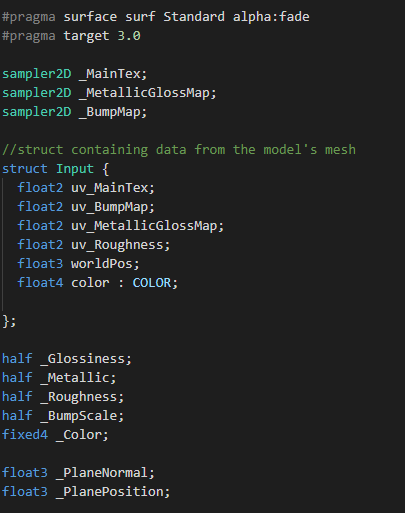 #pragma surface surf Standard alpha:fade
#pragma target 3.0
sampler2D _MainTex;
sampler2D _MetallicGlossMap;
sampler2D _BumpMap;
//struct containing data from the model's mesh
struct Input {
float2 uv_MainTex;
float2 uv_BumpMap;
float2 uv_MetallicGlossMap;
float2 uv_Roughness;
float3 worldPos;
float4 color : COLOR;
};
half _Glossiness;
half _Metallic;
half _Roughness;
half _BumpScale;
fixed4 _Color;
float3 _PlaneNormal;
float3 _PlanePosition;